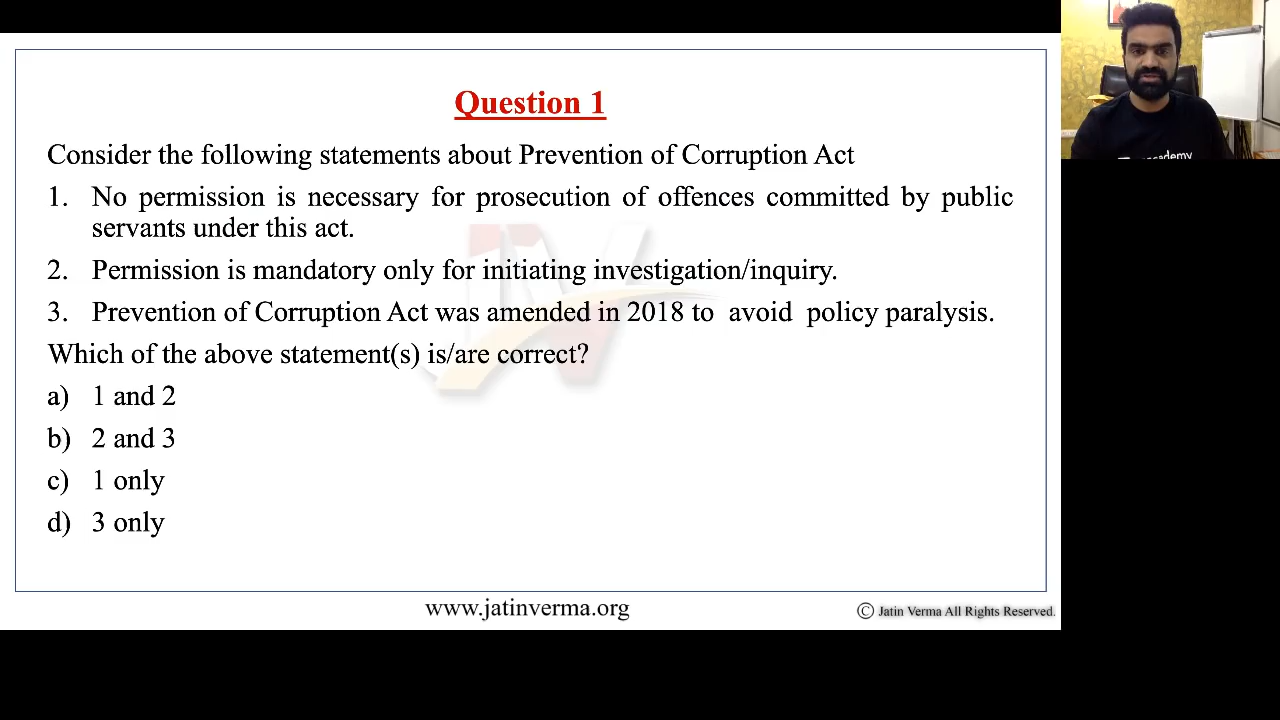 Question 1
Consider the following statements about Prevention of Corruption Act
1. No permission is necessary for prosecution of offences committed by public
servants under this act.
2. Permission is mandatory only for initiating investigation/inquiry.
3. Prevention of Corruption Act was amended in 2018 to avoid policy paralysis.
Which of the above statement(s) is/are correct?
a) 1 and 2
b) 2 and 3
c) 1 only
d) 3 only
www.jatinverma.org
© Jatin Verma All Rights Reserved.